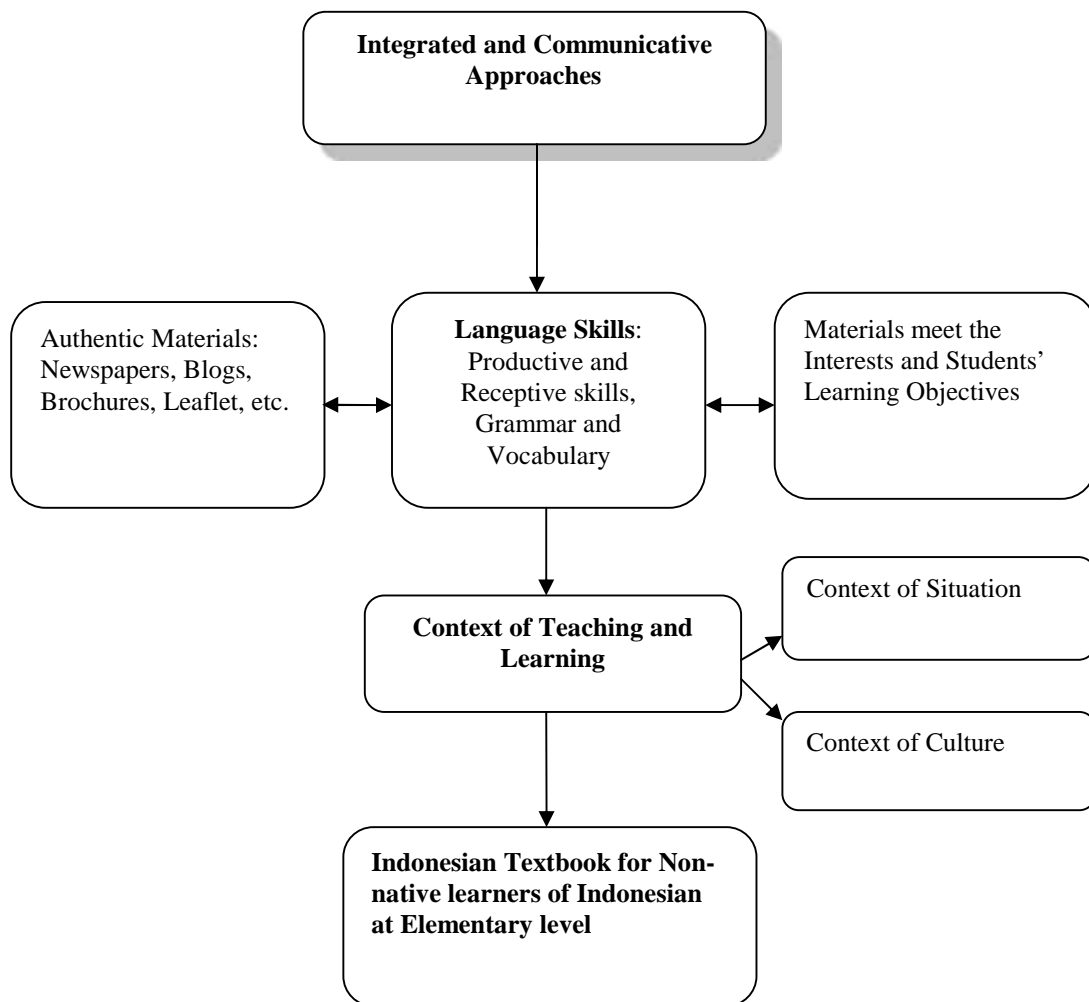 Integrated and Communicative
Approaches
Authentic Materials:
Newspapers, Blogs,
Brochures, Leaflet, etc.
Language Skills:
Productive and
Receptive skills,
Grammar and
Vocabulary
Materials meet the
Interests and Students’
Learning Objectives
Context of Teaching and
Learning
Context of Situation
Context of Culture
Indonesian Textbook for Non-
native learners of Indonesian
at Elementary level